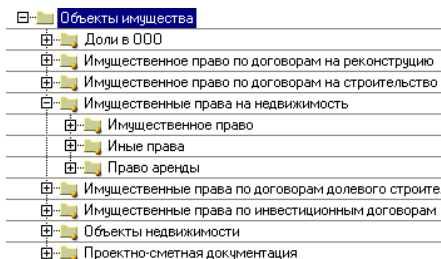 Объекты имущества
Доли в ООО
Имущественное право по договорам на реконструцию
Имущественное право по договорам на строительство
Имущественные права на недвижимость
Имущественное право
Иные права
Право аренды
Имущественные права по договорам долевого строите
Имущественные права по инвестиционным договорам
Объекты недвижимости
Проектно-сметная документация